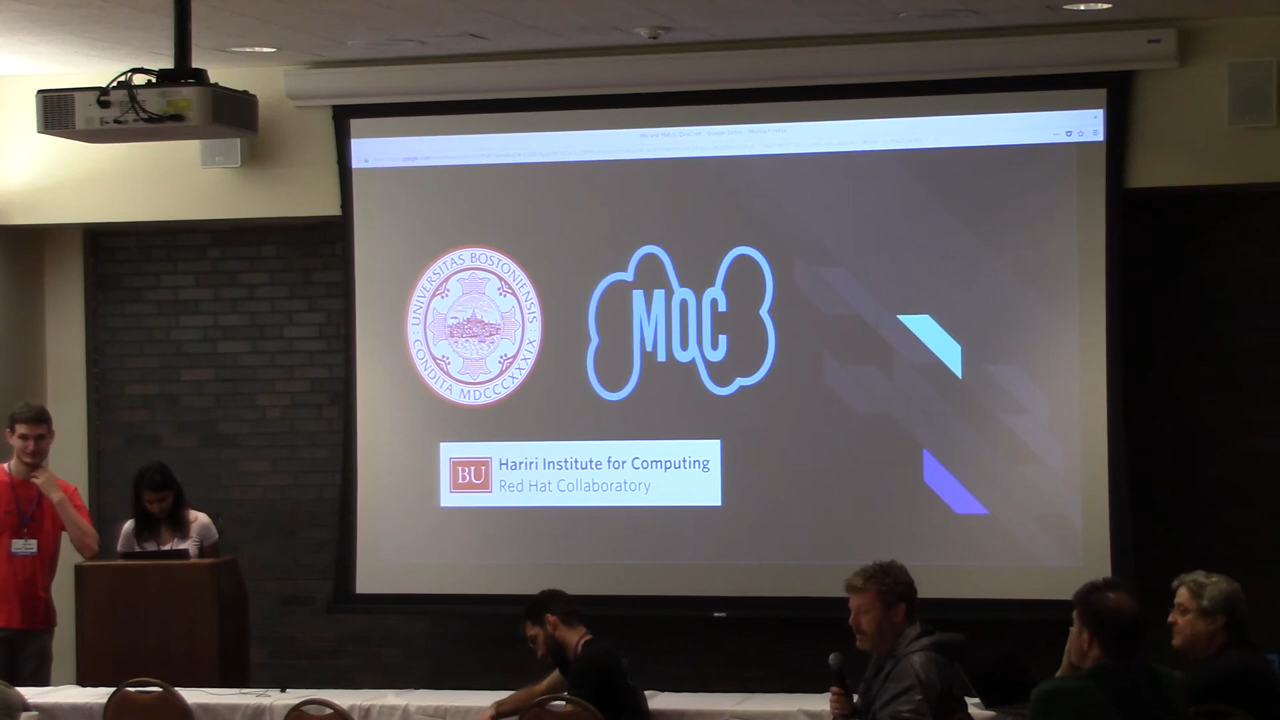 UNIVERSITAS BOSTONIENSIS
CONDITA MDCCCXXXIX
MOC
BU
Hariri Institute for Computing
Red Hat Collaboratory